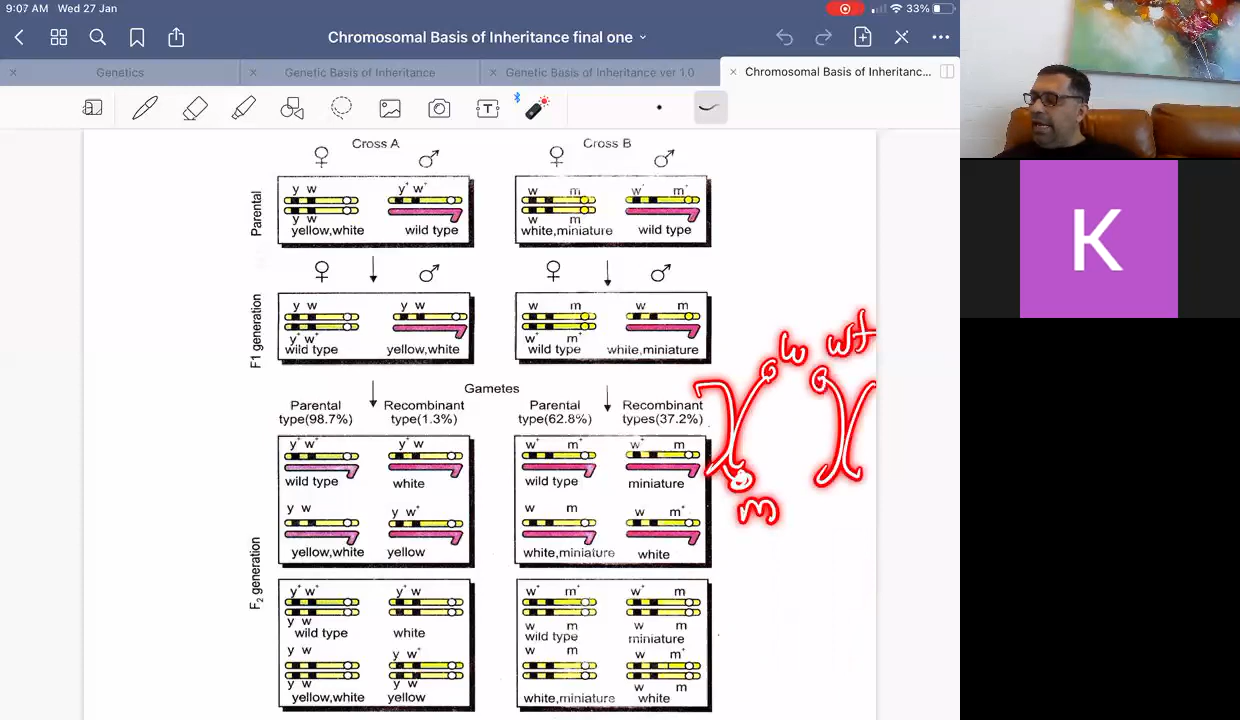 9:07 AM Wed 27 Jan
33%
Chromosomal Basis of Inheritance final one
Genetics
Genetic Basis of Inheritance
Genetic Basis of Inheritance ver 1.0
Chromosomal Basis of Inheritanc...
T
Cross A
Cross B
♀ ♂ ♀ ♂
Parental
y w
y w
yellow,white
y⁺ w⁺
wild type
w m
w m
white,miniature
w⁺ m⁺
wild type
♀ ♂ ♀ ♂
F1 generation
y w
y⁺ w⁺
wild type
y w
yellow,white
w m
w⁺ m⁺
wild type
w m
white,miniature
Gametes
Parental
type(98.7%)
Recombinant
type(1.3%)
Parental
type(62.8%)
Recombinant
types(37.2%)
F₂ generation
y⁺ w⁺
wild type
y⁺ w
white
y w
yellow,white
y w⁺
yellow
w⁺ m⁺
wild type
w⁺ m
miniature
w m
white,miniature
w m⁺
white
y⁺ w⁺
y w
wild type
y⁺ w
white
y w
y w
yellow,white
y w⁺
y w
yellow
w⁺ m⁺
w m
wild type
w⁺ m
w m
miniature
w m
white,miniature
w m⁺
w m
white
w w+
m
K